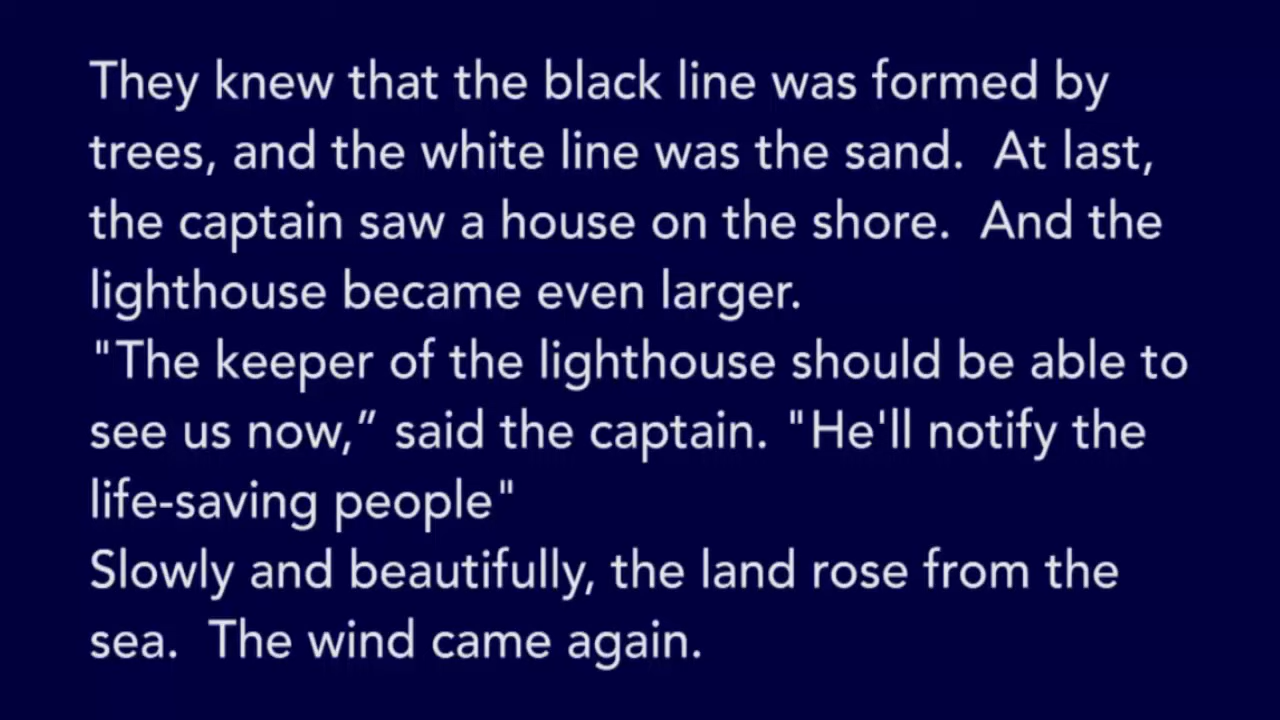 They knew that the black line was formed by
trees, and the white line was the sand.  At last,
the captain saw a house on the shore.  And the
lighthouse became even larger.
"The keeper of the lighthouse should be able to
see us now,” said the captain. "He'll notify the
life-saving people"
Slowly and beautifully, the land rose from the
sea.  The wind came again.